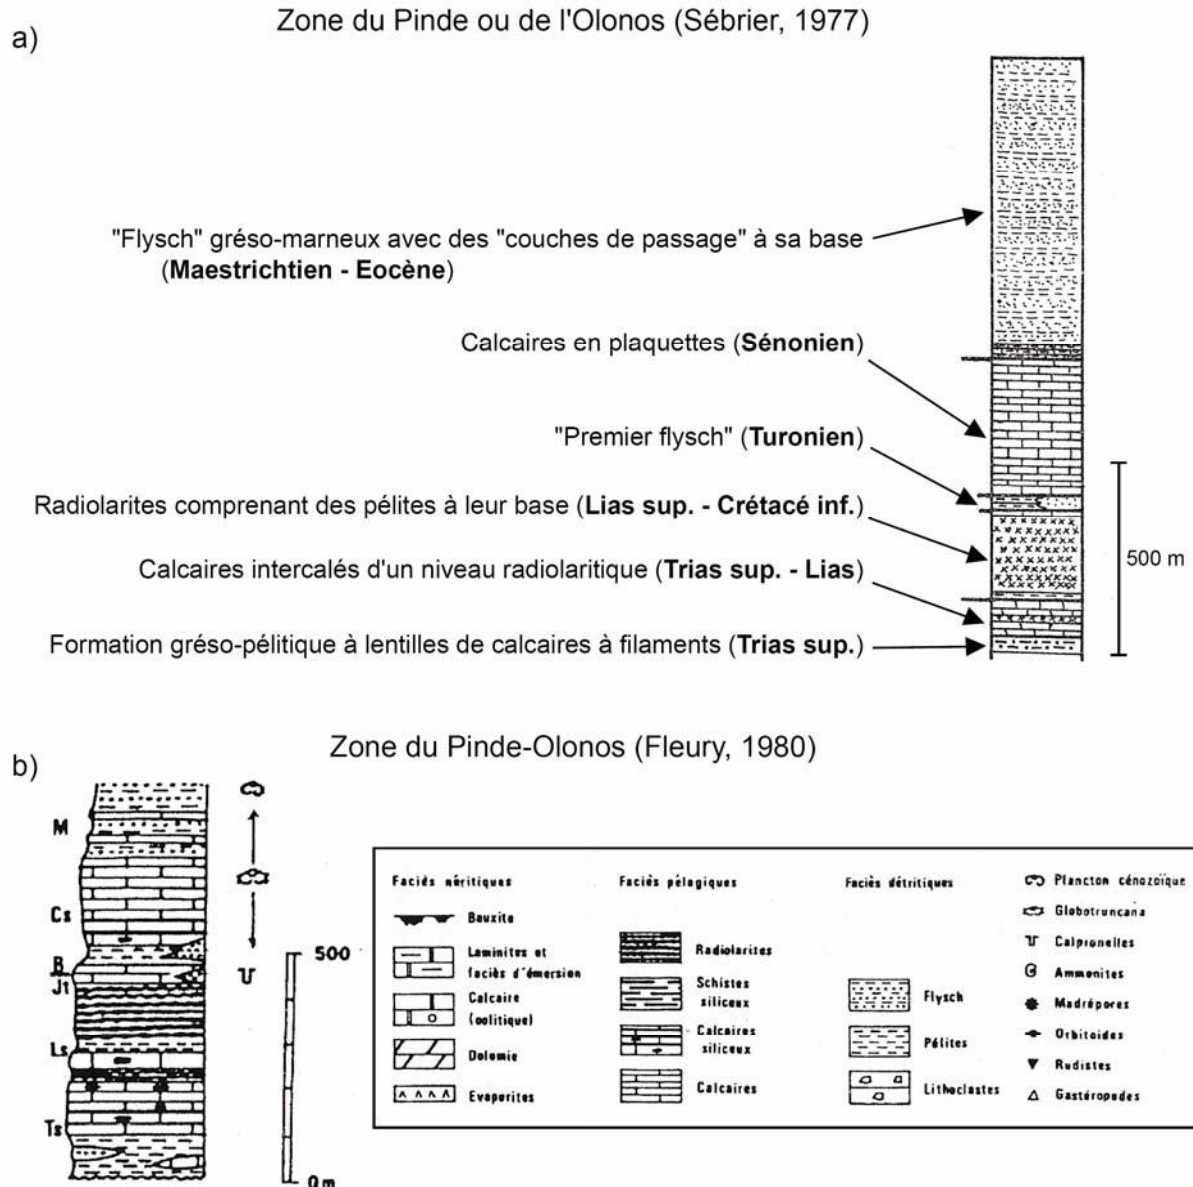 Zone du Pinde ou de l'Olonos (Sébrier, 1977)
a)
"Flysch" gréso-marneux avec des "couches de passage" à sa base
(Maestrichtien - Eocène)
Calcaires en plaquettes (Sénonien)
"Premier flysch" (Turonien)
Radiolarites comprenant des pélites à leur base (Lias sup. - Crétacé inf.)
500 m
Calcaires intercalés d'un niveau radiolaritique (Trias sup. - Lias)
Formation gréso-pélitique à lentilles de calcaires à filaments (Trias sup.)
Zone du Pinde-Olonos (Fleury, 1980)
b)
M
Cs
B
Jt
Ls
Ts
500
0m
Faciès néritiques
Bauxite
Laminites et
faciès d'émersion
Calcaire
(oolitique)
Dolomie
Evaporites
Faciès pélagiques
Radiolarites
Schistes
siliceux
Calcaires
siliceux
Calcaires
Faciès détritiques
Flysch
Pélites
Lithoclastes
Plancton cénozoïque
Globotruncana
Calpionelles
Ammonites
Madrépores
Orbitoides
Rudistes
Gastéropodes